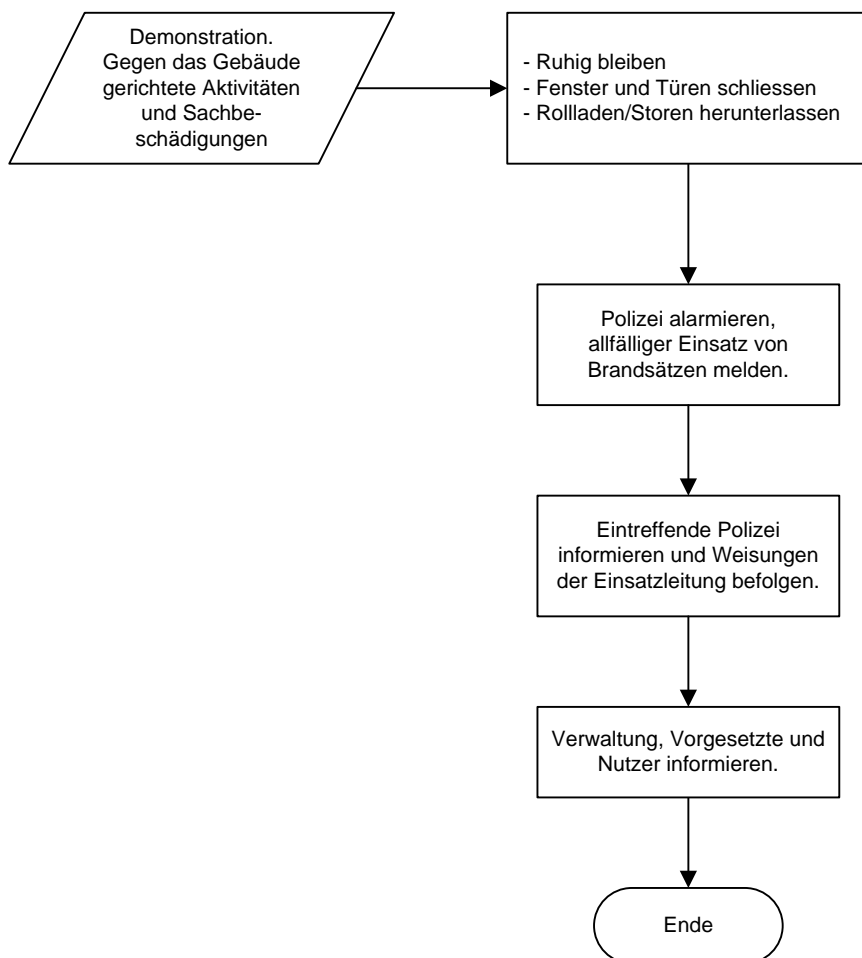 Demonstration.
Gegen das Gebäude
gerichtete Aktivitäten
und Sachbe-
schädigungen
- Ruhig bleiben
- Fenster und Türen schliessen
- Rollladen/Storen herunterlassen
Polizei alarmieren,
allfälliger Einsatz von
Brandsätzen melden.
Eintreffende Polizei
informieren und Weisungen
der Einsatzleitung befolgen.
Verwaltung, Vorgesetzte und
Nutzer informieren.
Ende